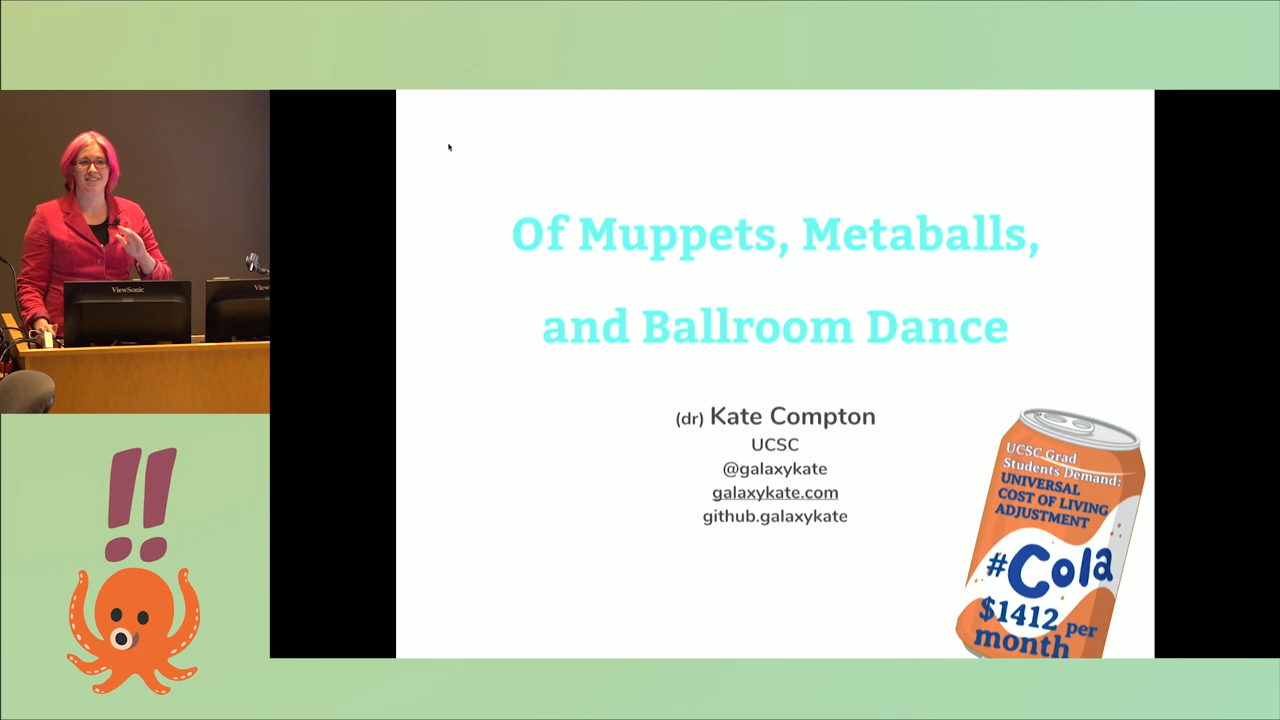 Of Muppets, Metaballs,
and Ballroom Dance
(dr) Kate Compton
UCSC
@galaxykate
galaxykate.com
github.galaxykate
UCSC Grad
Students Demand:
UNIVERSAL
COST OF LIVING
ADJUSTMENT
#Cola
$1412 per
month
ViewSonic
View
!!